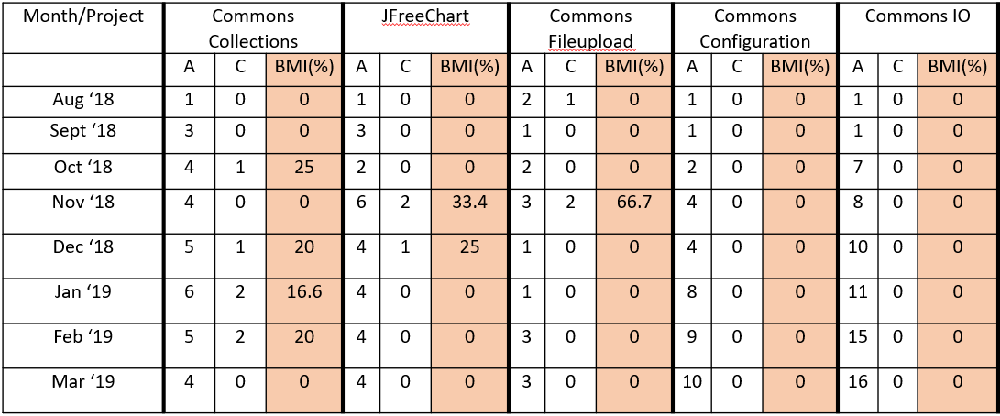 Month/Project Commons Collections JFreeChart Commons Fileupload Commons Configuration Commons IO
A C BMI(%) A C BMI(%) A C BMI(%) A C BMI(%) A C BMI(%)
Aug ‘18 1 0 0 1 0 0 2 1 0 1 0 0 1 0 0
Sept ‘18 3 0 0 3 0 0 1 0 0 1 0 0 1 0 0
Oct ‘18 4 1 25 2 0 0 2 0 0 2 0 0 7 0 0
Nov ‘18 4 0 0 6 2 33.4 3 2 66.7 4 0 0 8 0 0
Dec ‘18 5 1 20 4 1 25 1 0 0 4 0 0 10 0 0
Jan ‘19 6 2 16.6 4 0 0 1 0 0 8 0 0 11 0 0
Feb ‘19 5 2 20 4 0 0 3 0 0 9 0 0 15 0 0
Mar ‘19 4 0 0 4 0 0 3 0 0 10 0 0 16 0 0